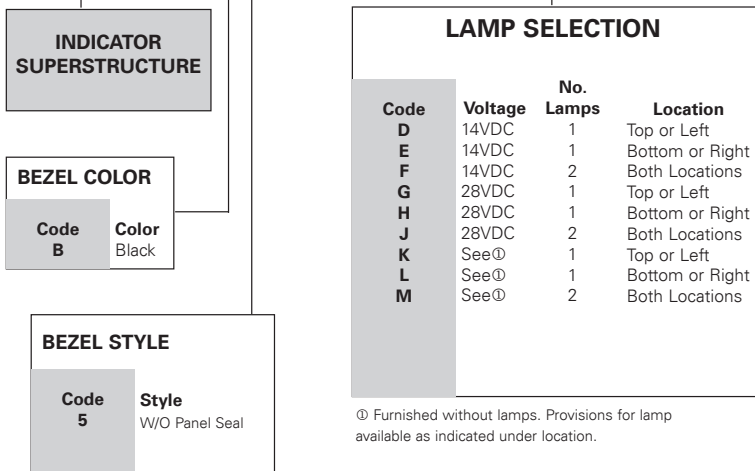 INDICATOR
SUPERSTRUCTURE
BEZEL COLOR
Code Color
B Black
BEZEL STYLE
Code Style
5 W/O Panel Seal
LAMP SELECTION
No.
Code Voltage Lamps Location
D 14VDC 1 Top or Left
E 14VDC 1 Bottom or Right
F 14VDC 2 Both Locations
G 28VDC 1 Top or Left
H 28VDC 1 Bottom or Right
J 28VDC 2 Both Locations
K See① 1 Top or Left
L See① 1 Bottom or Right
M See① 2 Both Locations
① Furnished without lamps. Provisions for lamp
available as indicated under location.